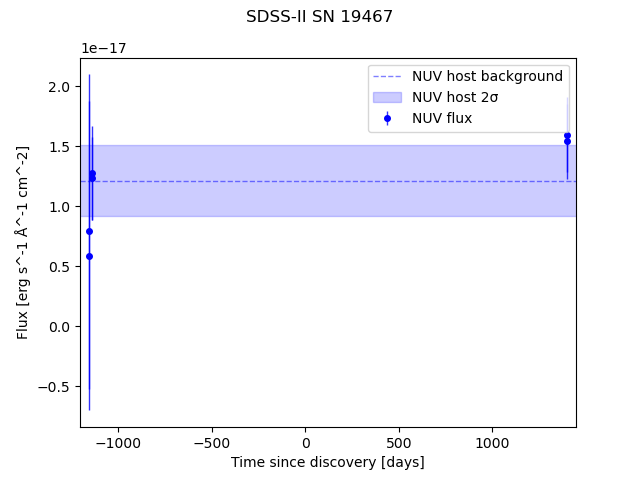 SDSS-II SN 19467
1e−17
2.0
1.5
1.0
0.5
0.0
−0.5
Flux [erg s^-1 Å^-1 cm^-2]
NUV host background
NUV host 2σ
NUV flux
−1000
−500
0
500
1000
Time since discovery [days]